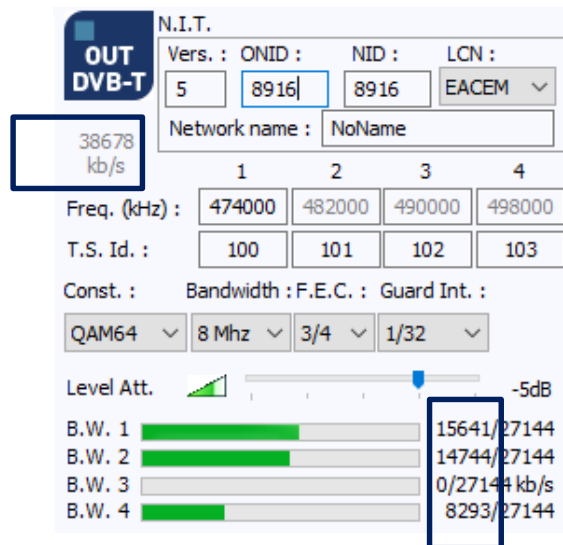 N.I.T.
OUT
DVB-T
Vers. : ONID : NID : LCN :
5 8916 8916 EACEM
Network name : NoName
38678
kb/s
1 2 3 4
Freq. (kHz) : 474000 482000 490000 498000
T.S. Id. : 100 101 102 103
Const. : Bandwidth : F.E.C. : Guard Int. :
QAM64 8 Mhz 3/4 1/32
Level Att. -5dB
B.W. 1 15641/27144
B.W. 2 14744/27144
B.W. 3 0/27144 kb/s
B.W. 4 8293/27144